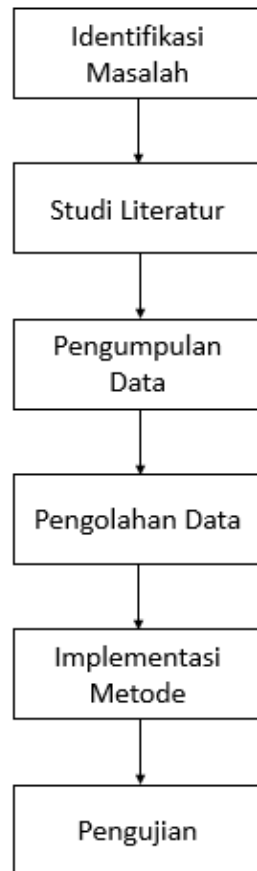 Identifikasi
Masalah
Studi Literatur
Pengumpulan
Data
Pengolahan Data
Implementasi
Metode
Pengujian